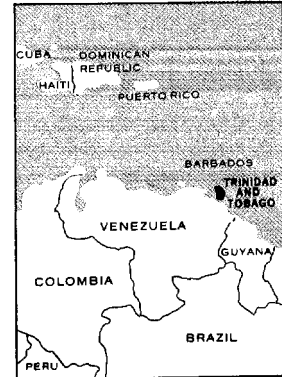 CUBA
DOMINICAN
REPUBLIC
HAITI
PUERTO RICO
BARBADOS
TRINIDAD
AND
TOBAGO
VENEZUELA
GUYANA
COLOMBIA
BRAZIL
PERU